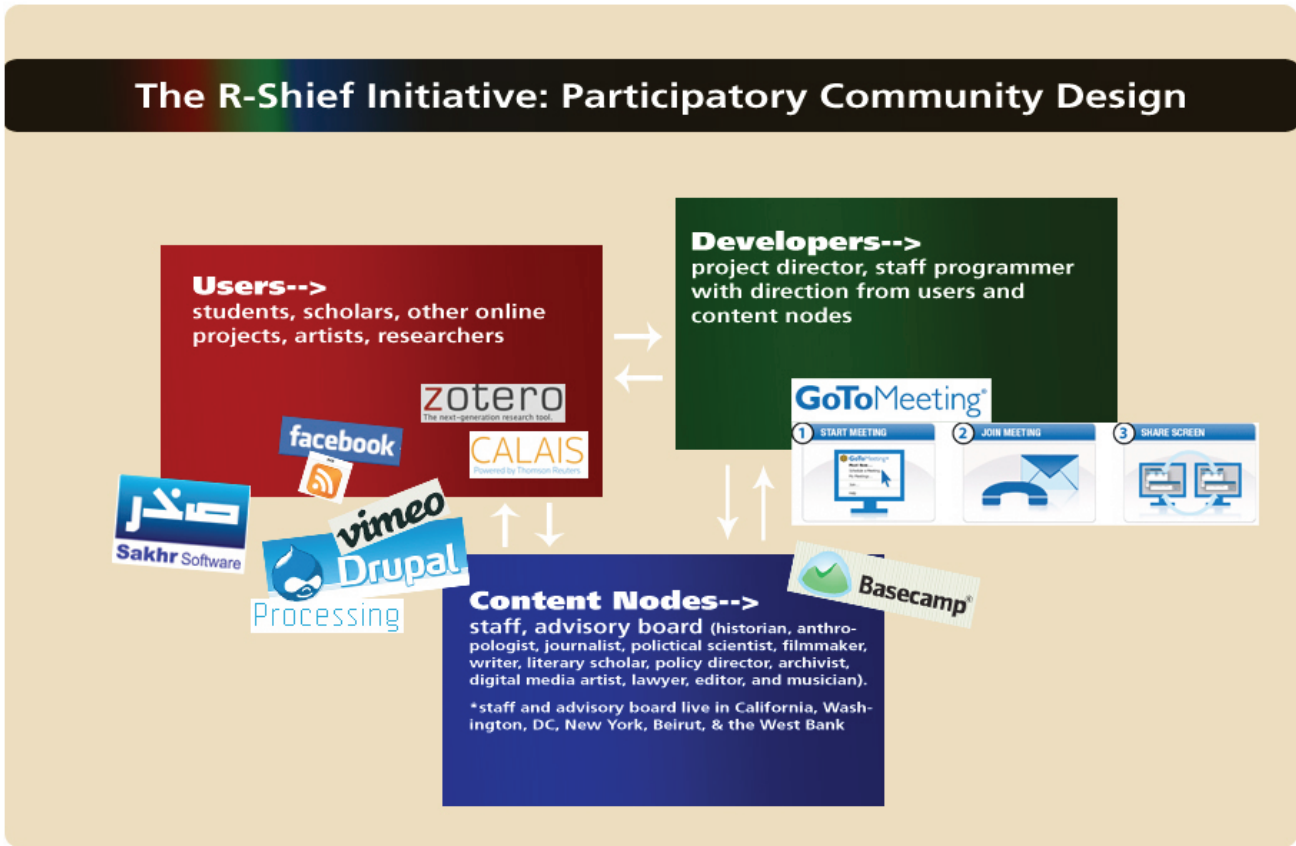 The R-Shief Initiative: Participatory Community Design
Users-->
students, scholars, other online
projects, artists, researchers
zotero
The next-generation research tool.
CALAIS
Powered by Thomson Reuters
facebook
صخر
Sakhr Software
vimeo
Drupal
Processing
Developers-->
project director, staff programmer
with direction from users and
content nodes
GoToMeeting®
1 START MEETING
2 JOIN MEETING
3 SHARE SCREEN
GoToMeeting
Basecamp®
Content Nodes-->
staff, advisory board (historian, anthro-
pologist, journalist, polictical scientist, filmmaker,
writer, literary scholar, policy director, archivist,
digital media artist, lawyer, editor, and musician).
*staff and advisory board live in California, Wash-
ington, DC, New York, Beirut, & the West Bank